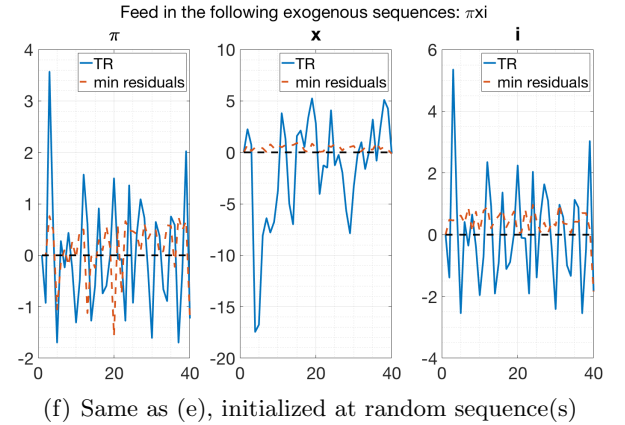 Feed in the following exogenous sequences: πxi
π
x
i
TR
min residuals
TR
min residuals
TR
min residuals
4
3
2
1
0
-1
-2
0
20
40
10
5
0
-5
-10
-15
-20
0
20
40
6
4
2
0
-2
-4
0
20
40
(f) Same as (e), initialized at random sequence(s)